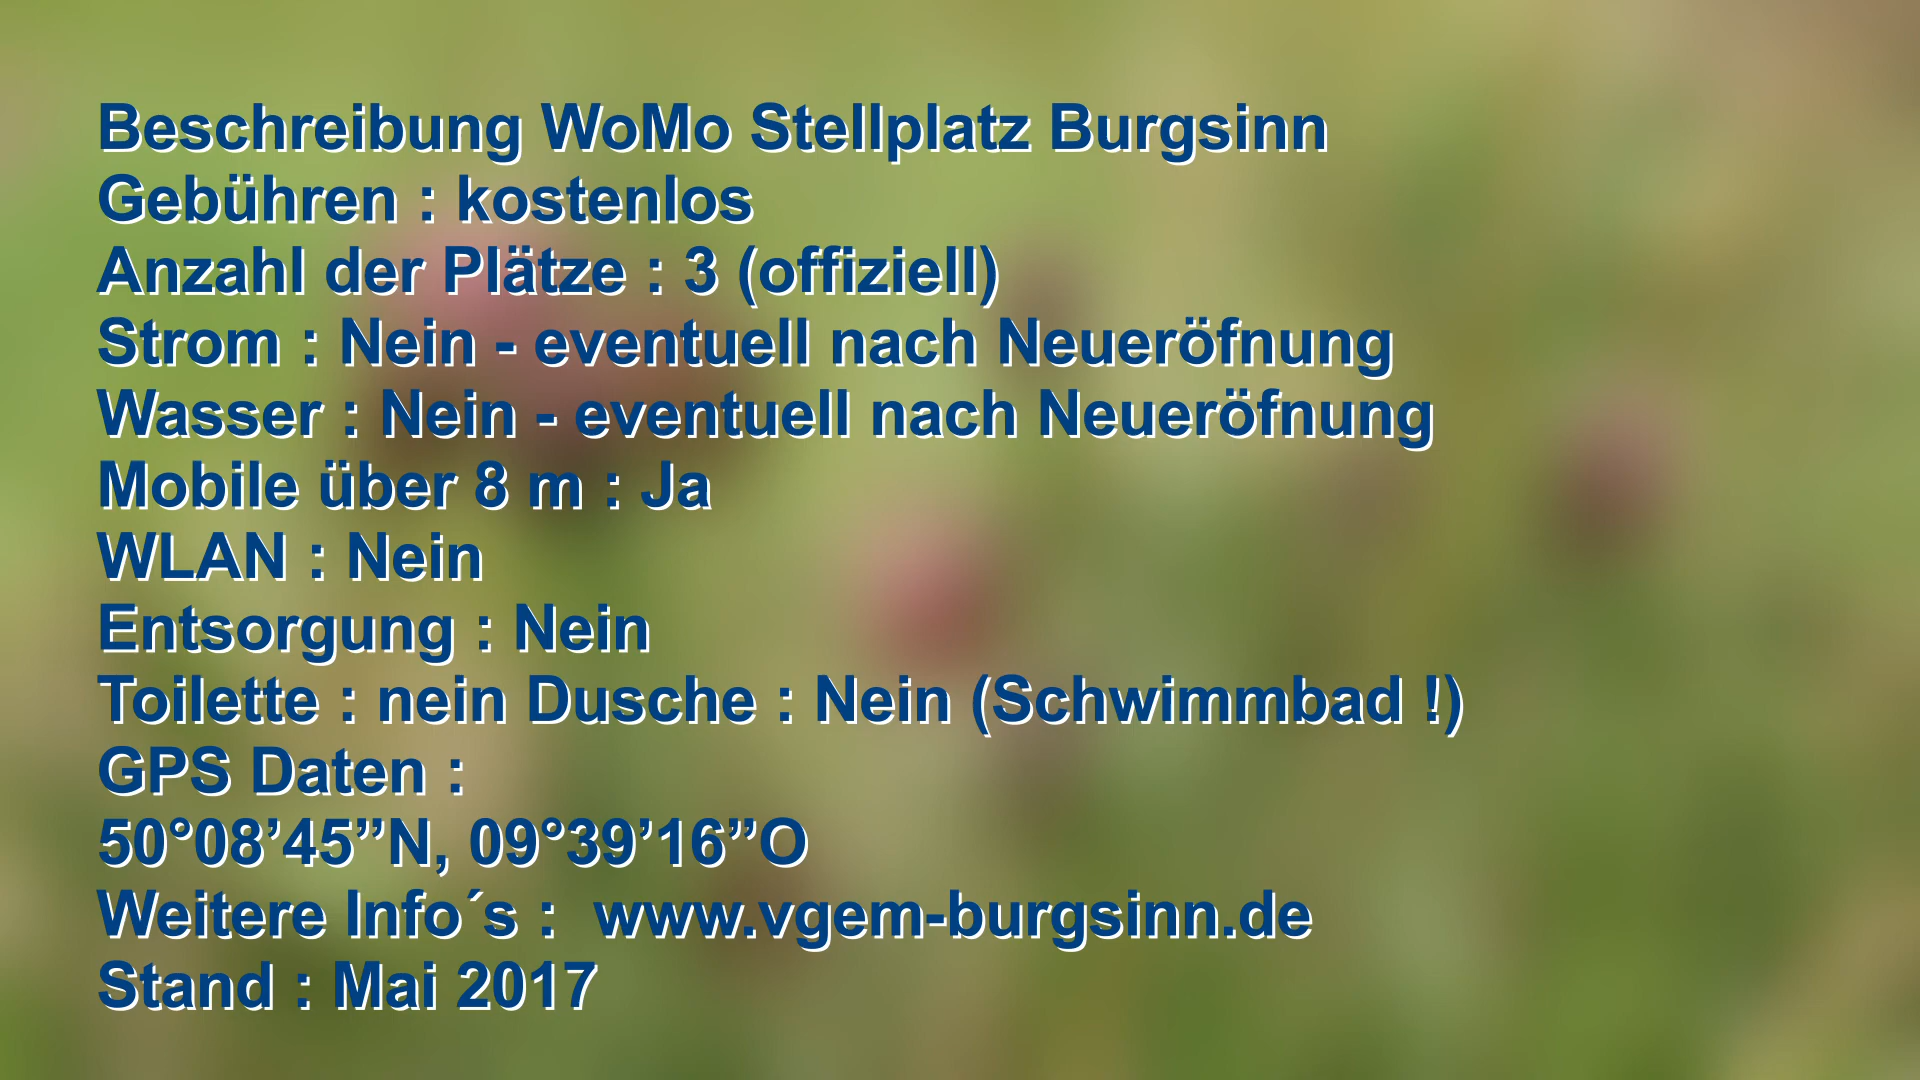 Beschreibung WoMo Stellplatz Burgsinn
Gebühren : kostenlos
Anzahl der Plätze : 3 (offiziell)
Strom : Nein - eventuell nach Neueröfnung
Wasser : Nein - eventuell nach Neueröfnung
Mobile über 8 m : Ja
WLAN : Nein
Entsorgung : Nein
Toilette : nein Dusche : Nein (Schwimmbad !)
GPS Daten :
50°08’45”N, 09°39’16”O
Weitere Info´s :  www.vgem-burgsinn.de
Stand : Mai 2017